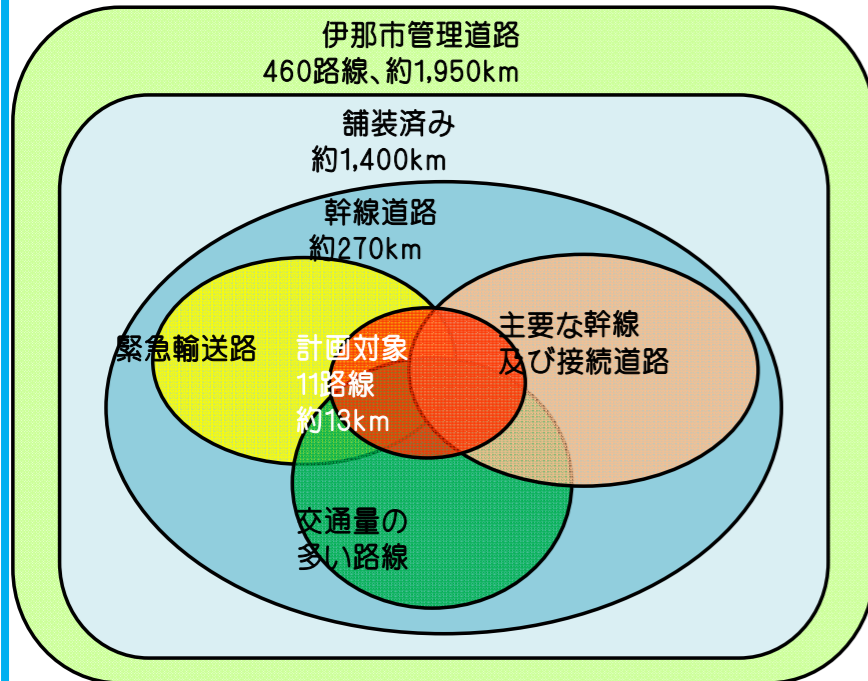 伊那市管理道路
460路線、約1,950km
舗装済み
約1,400km
幹線道路
約270km
緊急輸送路
計画対象
11路線
約13km
主要な幹線
及び接続道路
交通量の
多い路線